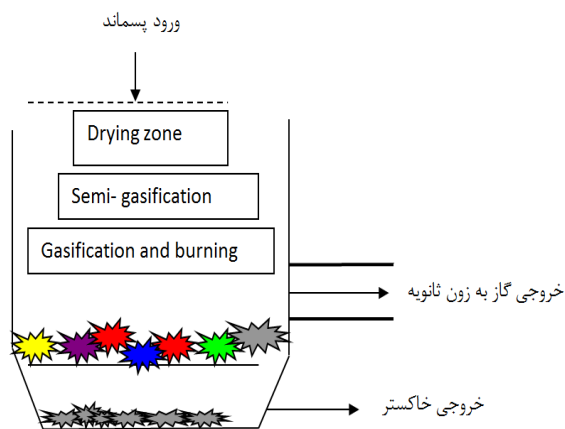 ورود پسماند
Drying zone
Semi- gasification
Gasification and burning
خروجی گاز به زون ثانویه
خروجی خاکستر